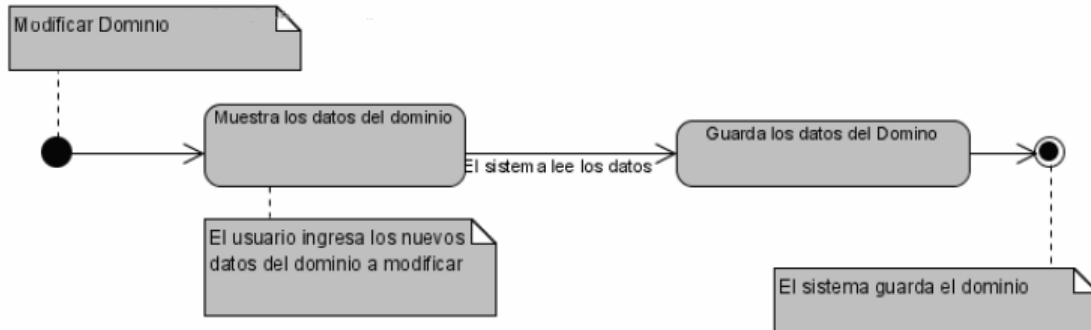 Modificar Dominio
Muestra los datos del dominio
El sistema lee los datos
Guarda los datos del Domino
El usuario ingresa los nuevos
datos del dominio a modificar
El sistema guarda el dominio